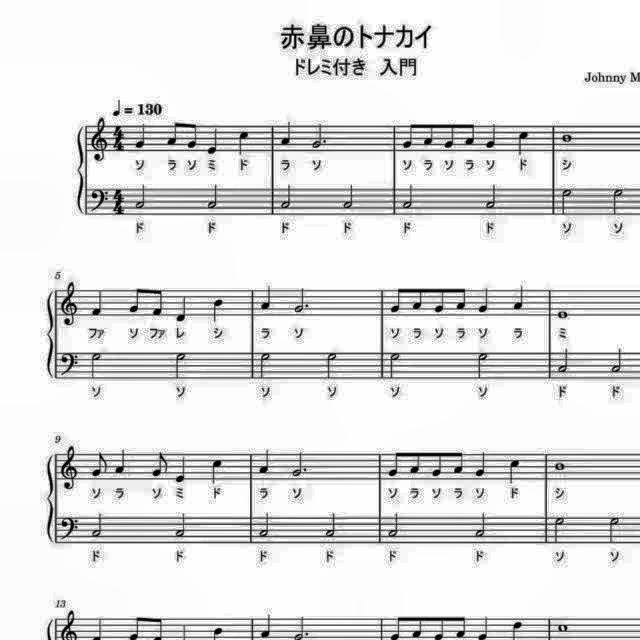 赤鼻のトナカイ
ドレミ付き 入門
Johnny M
♩= 130
ソ ラ ソ ミ ド ラ ソ ソ ラ ソ ラ ソ ド シ
ド ド ド ド ド ド ソ ソ
5
ファ ソ ファ レ シ ラ ソ ソ ラ ソ ラ ソ ラ ミ
ソ ソ ソ ソ ソ ソ ド ド
9
ソ ラ ソ ミ ド ラ ソ ソ ラ ソ ラ ソ ド シ
ド ド ド ド ド ド ソ ソ
13